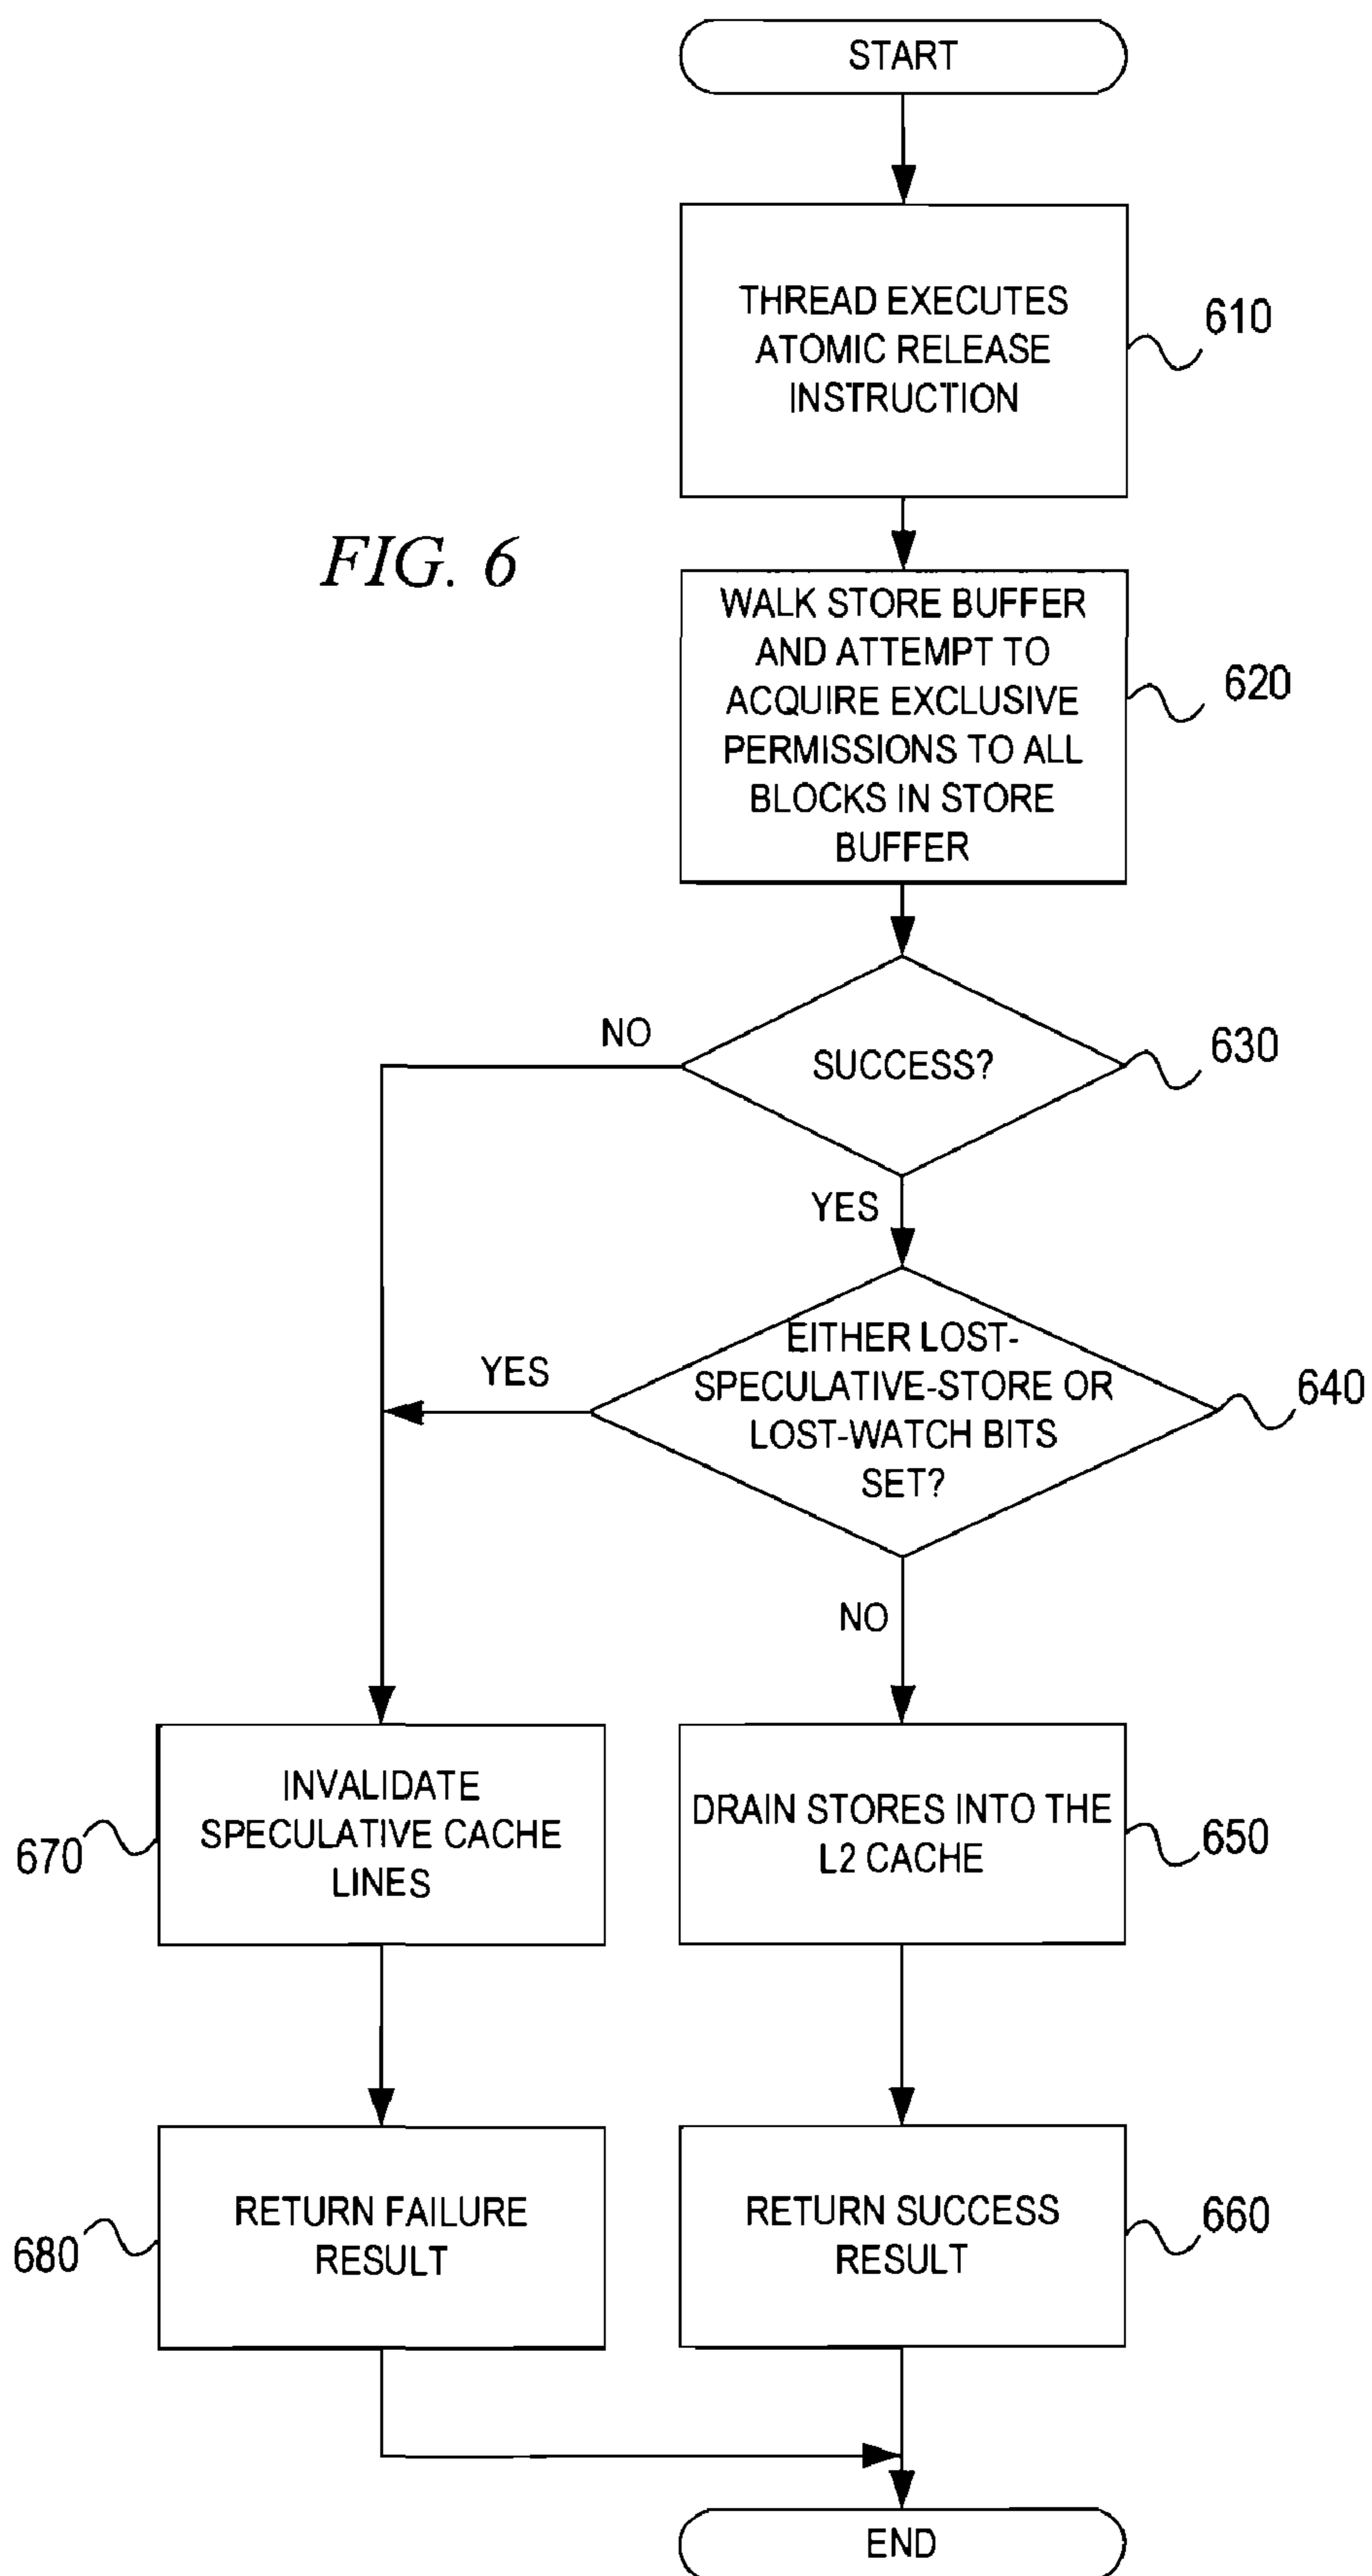 START
THREAD EXECUTES
ATOMIC RELEASE
INSTRUCTION
610
FIG. 6
WALK STORE BUFFER
AND ATTEMPT TO
ACQUIRE EXCLUSIVE
PERMISSIONS TO ALL
BLOCKS IN STORE
BUFFER
620
NO
SUCCESS?
630
YES
EITHER LOST-
SPECULATIVE-STORE OR
LOST-WATCH BITS
SET?
YES
640
NO
INVALIDATE
SPECULATIVE CACHE
LINES
670
DRAIN STORES INTO THE
L2 CACHE
650
RETURN FAILURE
RESULT
680
RETURN SUCCESS
RESULT
660
END